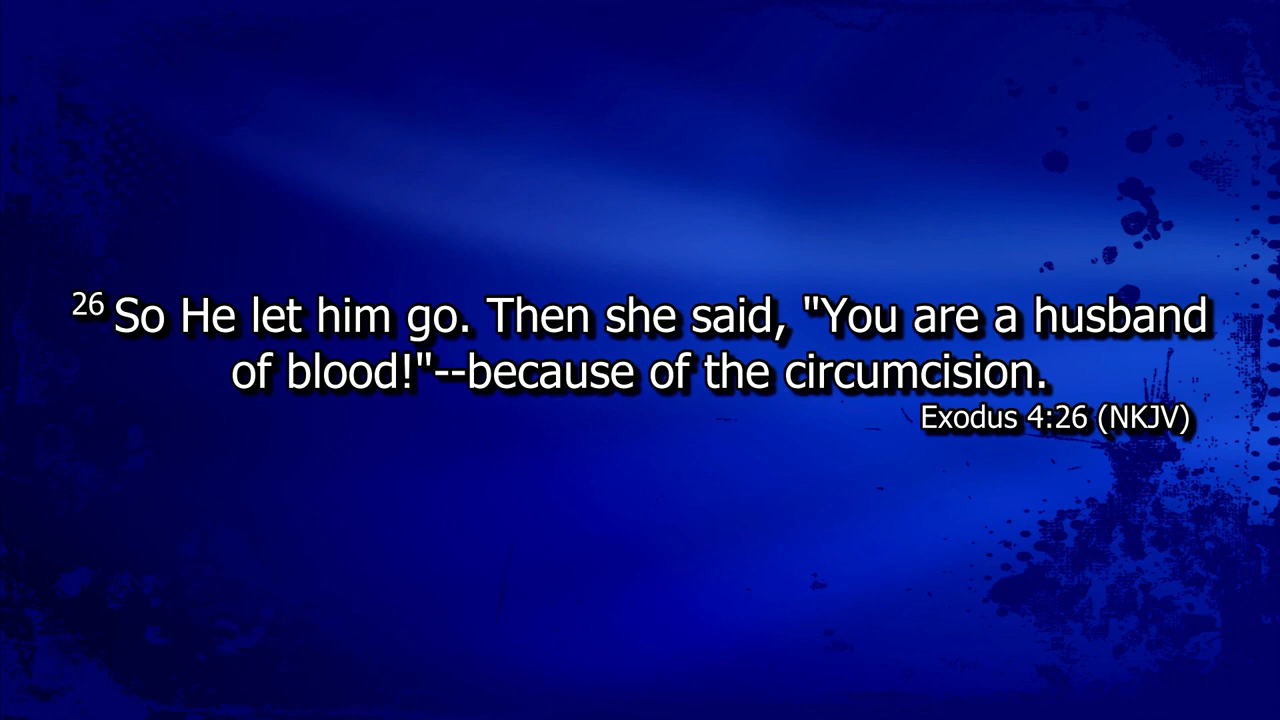 26 So He let him go. Then she said, "You are a husband
of blood!"--because of the circumcision.
Exodus 4:26 (NKJV)